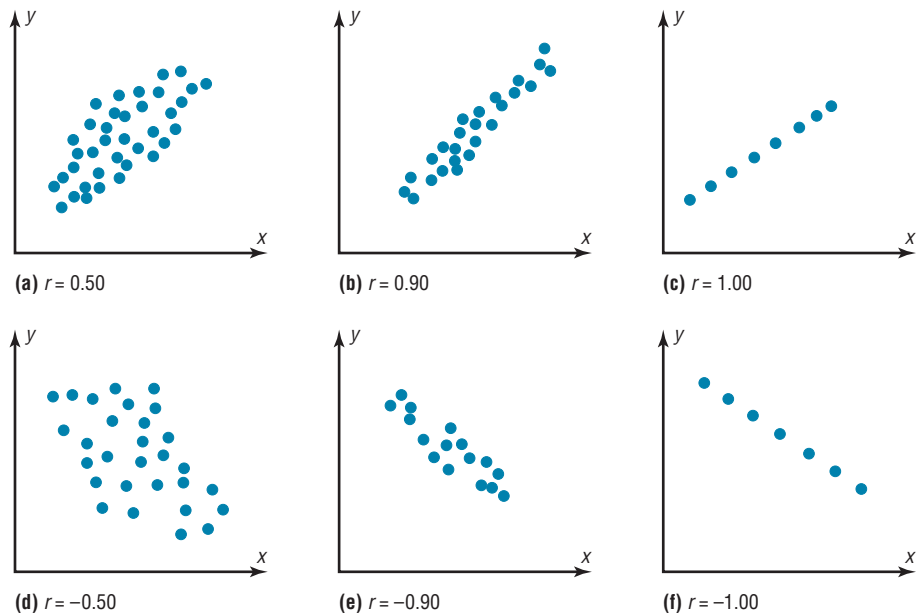 y
x
(a) r = 0.50
y
x
(b) r = 0.90
y
x
(c) r = 1.00
y
x
(d) r = –0.50
y
x
(e) r = –0.90
y
x
(f) r = –1.00